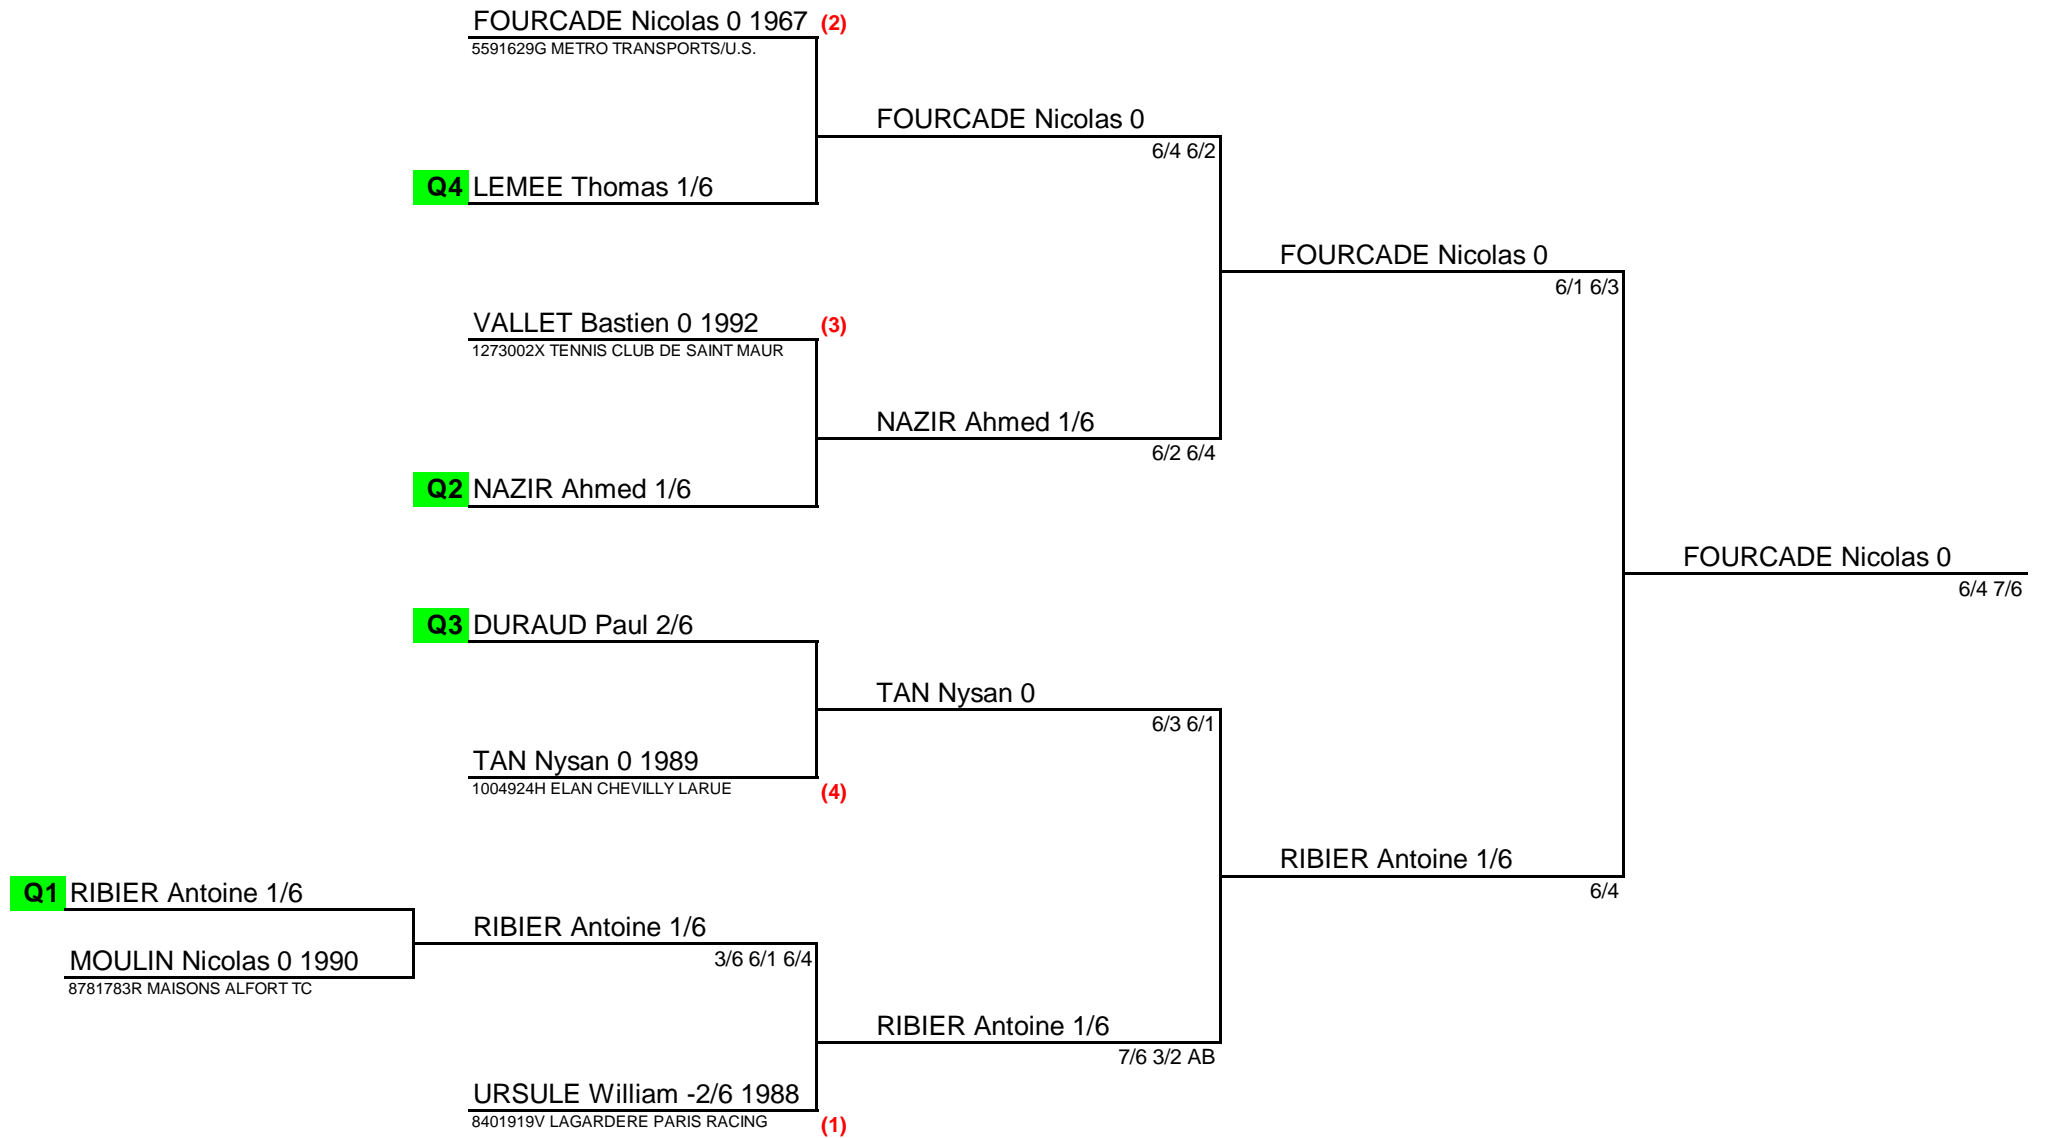 FOURCADE Nicolas 0 1967 (2)
5591629G METRO TRANSPORTS/U.S.
FOURCADE Nicolas 0
6/4 6/2
Q4 LEMEE Thomas 1/6
FOURCADE Nicolas 0
6/1 6/3
VALLET Bastien 0 1992 (3)
1273002X TENNIS CLUB DE SAINT MAUR
NAZIR Ahmed 1/6
6/2 6/4
Q2 NAZIR Ahmed 1/6
FOURCADE Nicolas 0
6/4 7/6
Q3 DURAUD Paul 2/6
TAN Nysan 0
6/3 6/1
TAN Nysan 0 1989
1004924H ELAN CHEVILLY LARUE (4)
RIBIER Antoine 1/6
6/4
Q1 RIBIER Antoine 1/6
RIBIER Antoine 1/6
3/6 6/1 6/4
MOULIN Nicolas 0 1990
8781783R MAISONS ALFORT TC
RIBIER Antoine 1/6
7/6 3/2 AB
URSULE William -2/6 1988
8401919V LAGARDERE PARIS RACING (1)